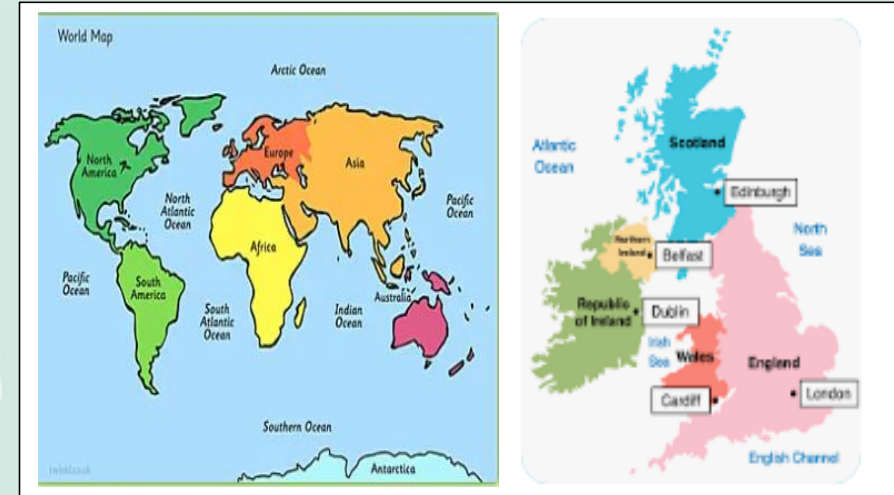 World Map
Arctic Ocean
North
America
Europe
Asia
North
Atlantic
Ocean
Pacific
Ocean
Africa
Pacific
Ocean
South
America
Australia
South
Atlantic
Ocean
Indian
Ocean
Southern Ocean
Antarctica
Scotland
Atlantic
Ocean
Edinburgh
North
Sea
Northern
Ireland
Belfast
Republic
of Ireland
Dublin
Irish
Sea
Wales
England
Cardiff
London
English Channel